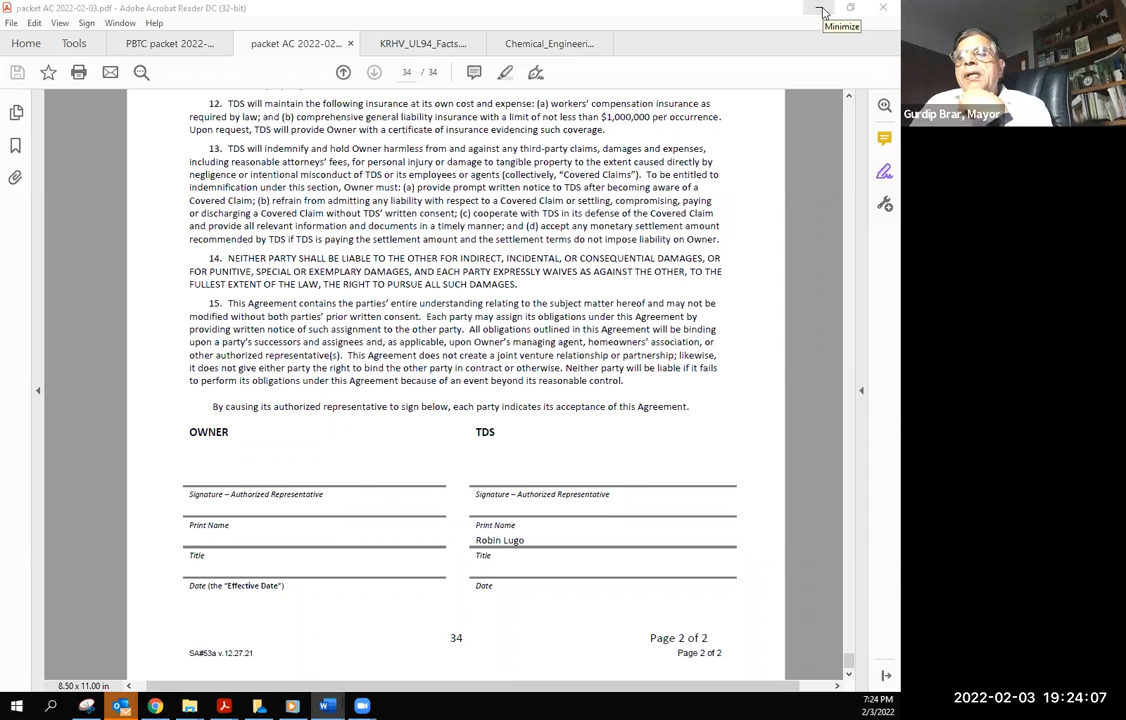 packet AC 2022-02-03.pdf - Adobe Acrobat Reader DC (32-bit)
File Edit View Sign Window Help
Minimize
Home Tools PBTC packet 2022-... packet AC 2022-02... × KRHV_UL94_Facts.... Chemical_Engineeri...
34 / 34
12. TDS will maintain the following insurance at its own cost and expense: (a) workers' compensation insurance as
required by law; and (b) comprehensive general liability insurance with a limit of not less than $1,000,000 per occurrence.
Upon request, TDS will provide Owner with a certificate of insurance evidencing such coverage.
13. TDS will indemnify and hold Owner harmless from and against any third-party claims, damages and expenses,
including reasonable attorneys' fees, for personal injury or damage to tangible property to the extent caused directly by
negligence or intentional misconduct of TDS or its employees or agents (collectively, "Covered Claims"). To be entitled to
indemnification under this section, Owner must: (a) provide prompt written notice to TDS after becoming aware of a
Covered Claim; (b) refrain from admitting any liability with respect to a Covered Claim or settling, compromising, paying
or discharging a Covered Claim without TDS' written consent; (c) cooperate with TDS in its defense of the Covered Claim
and provide all relevant information and documents in a timely manner; and (d) accept any monetary settlement amount
recommended by TDS if TDS is paying the settlement amount and the settlement terms do not impose liability on Owner.
14. NEITHER PARTY SHALL BE LIABLE TO THE OTHER FOR INDIRECT, INCIDENTAL, OR CONSEQUENTIAL DAMAGES, OR
FOR PUNITIVE, SPECIAL OR EXEMPLARY DAMAGES, AND EACH PARTY EXPRESSLY WAIVES AS AGAINST THE OTHER, TO THE
FULLEST EXTENT OF THE LAW, THE RIGHT TO PURSUE ALL SUCH DAMAGES.
15. This Agreement contains the parties' entire understanding relating to the subject matter hereof and may not be
modified without both parties' prior written consent. Each party may assign its obligations under this Agreement by
providing written notice of such assignment to the other party. All obligations outlined in this Agreement will be binding
upon a party's successors and assignees and, as applicable, upon Owner's managing agent, homeowners' association, or
other authorized representative(s). This Agreement does not create a joint venture relationship or partnership; likewise,
it does not give either party the right to bind the other party in contract or otherwise. Neither party will be liable if it fails
to perform its obligations under this Agreement because of an event beyond its reasonable control.
By causing its authorized representative to sign below, each party indicates its acceptance of this Agreement.
OWNER TDS
Signature – Authorized Representative Signature – Authorized Representative
Print Name Print Name
Robin Lugo
Title Title
Date (the "Effective Date") Date
34 Page 2 of 2
SA#53a v.12.27.21 Page 2 of 2
8.50 x 11.00 in
7:24 PM
2/3/2022
Gurdip Brar, Mayor
2022-02-03 19:24:07